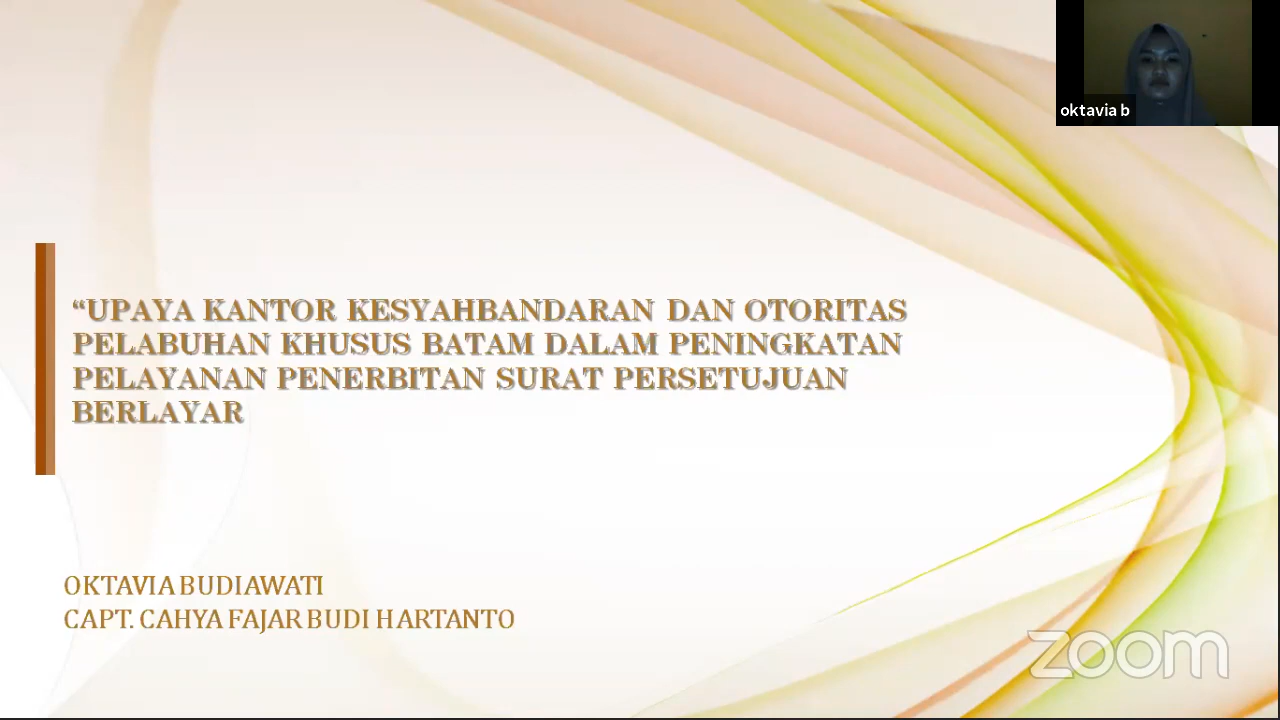 oktavia b
“UPAYA KANTOR KESYAHBANDARAN DAN OTORITAS
PELABUHAN KHUSUS BATAM DALAM PENINGKATAN
PELAYANAN PENERBITAN SURAT PERSETUJUAN
BERLAYAR
OKTAVIA BUDIAWATI
CAPT. CAHYA FAJAR BUDI HARTANTO
zoom